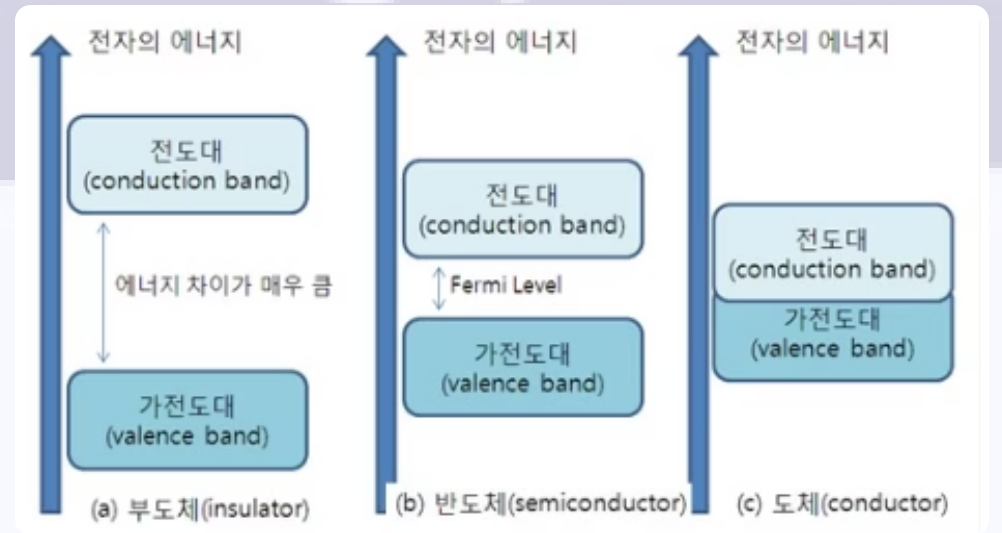 전자의 에너지
전도대
(conduction band)
에너지 차이가 매우 큼
가전도대
(valence band)
(a) 부도체(insulator)
전자의 에너지
전도대
(conduction band)
Fermi Level
가전도대
(valence band)
(b) 반도체(semiconductor)
전자의 에너지
전도대
(conduction band)
가전도대
(valence band)
(c) 도체(conductor)